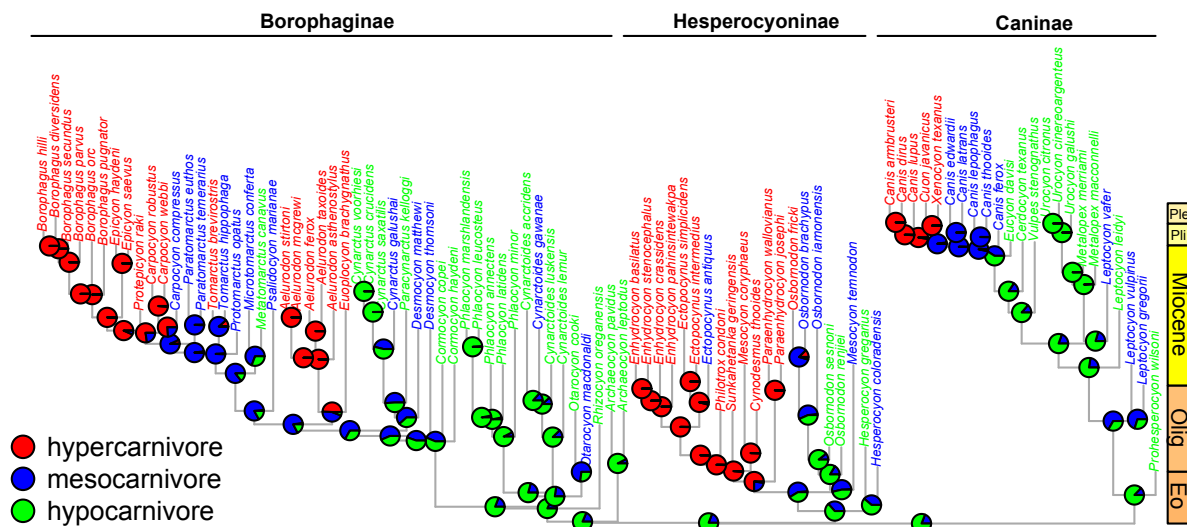 Borophaginae
Hesperocyoninae
Caninae
Borophagus hilli
Borophagus diversidens
Borophagus secundus
Borophagus parvus
Borophagus orc
Borophagus pugnator
Epicyon haydeni
Epicyon saevus
Protepicyon raki
Carpocyon robustus
Carpocyon webbi
Carpocyon compressus
Paratomarctus euthos
Paratomarctus temerarius
Tomarctus brevirostris
Tomarctus hippophaga
Protomarctus optatus
Microtomarctus conferta
Metatomarctus canavus
Psalidocyon marianae
Aelurodon stirtoni
Aelurodon mcgrewi
Aelurodon ferox
Aelurodon taxoides
Aelurodon asthenostylus
Euoplocyon brachygnathus
Cynarctus voorhiesi
Cynarctus crucidens
Cynarctus saxatilis
Cynarctus galushai
Paracynarctus kelloggi
Desmocyon matthewi
Desmocyon thomsoni
Cormocyon copei
Cormocyon haydeni
Phlaocyon marshlandensis
Phlaocyon leucosteus
Phlaocyon annectens
Phlaocyon latidens
Phlaocyon minor
Cynarctoides accridens
Cynarctoides gawanae
Cynarctoides luskensis
Cynarctoides lemur
Otarocyon cooki
Otarocyon macdonaldi
Rhizocyon oregonensis
Archaeocyon pavidus
Archaeocyon leptodus
Enhydrocyon basilatus
Enhydrocyon stenocephalus
Enhydrocyon crassidens
Enhydrocyon pahinsintewakpa
Ectopocynus simplicidens
Ectopocynus intermedius
Ectopocynus antiquus
Philotrox condoni
Sunkahetanka geringensis
Mesocyon coryphaeus
Cynodesmus thooides
Paraenhydrocyon wallovianus
Paraenhydrocyon josephi
Osbornodon fricki
Osbornodon brachypus
Osbornodon iamonensis
Osbornodon sesnoni
Osbornodon renjiei
Mesocyon temnodon
Hesperocyon gregarius
Hesperocyon coloradensis
Canis armbrusteri
Canis dirus
Canis lupus
Cuon javanicus
Xenocyon texanus
Canis edwardii
Canis latrans
Canis lepophagus
Canis thooides
Canis ferox
Eucyon davisi
Vulpes stenognathus
Urocyon citronus
Urocyon cinereoargenteus
Urocyon galushi
Metalopex merriami
Metalopex macconnelli
Leptocyon leidyi
Leptocyon vafer
Leptocyon vulpinus
Leptocyon gregorii
Prohesperocyon wilsoni
Ple
Pli
Miocene
Olig
Eo
hypercarnivore
mesocarnivore
hypocarnivore